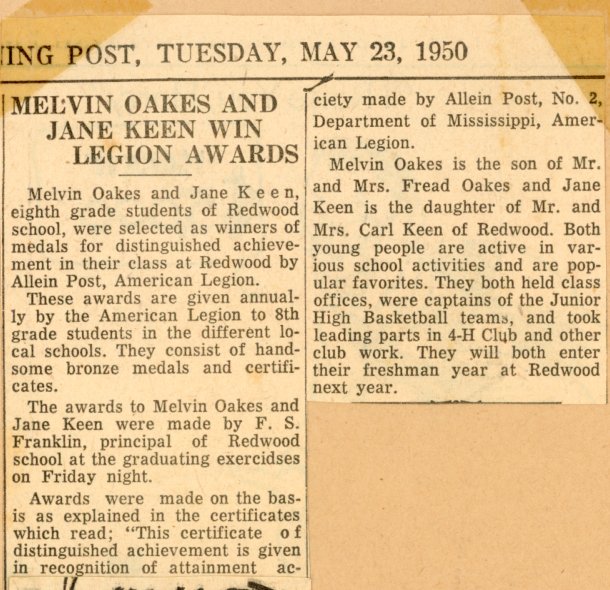 ING POST, TUESDAY, MAY 23, 1950
MELVIN OAKES AND
JANE KEEN WIN
LEGION AWARDS
Melvin Oakes and Jane Keen,
eighth grade students of Redwood
school, were selected as winners of
medals for distinguished achieve-
ment in their class at Redwood by
Allein Post, American Legion.
These awards are given annual-
ly by the American Legion to 8th
grade students in the different lo-
cal schools. They consist of hand-
some bronze medals and certifi-
cates.
The awards to Melvin Oakes and
Jane Keen were made by F. S.
Franklin, principal of Redwood
school at the graduating exercidses
on Friday night.
Awards were made on the bas-
is as explained in the certificates
which read; "This certificate of
distinguished achievement is given
in recognition of attainment ac-
ciety made by Allein Post, No. 2,
Department of Mississippi, Amer-
ican Legion.
Melvin Oakes is the son of Mr.
and Mrs. Fread Oakes and Jane
Keen is the daughter of Mr. and
Mrs. Carl Keen of Redwood. Both
young people are active in var-
ious school activities and are pop-
ular favorites. They both held class
offices, were captains of the Junior
High Basketball teams, and took
leading parts in 4-H Club and other
club work. They will both enter
their freshman year at Redwood
next year.